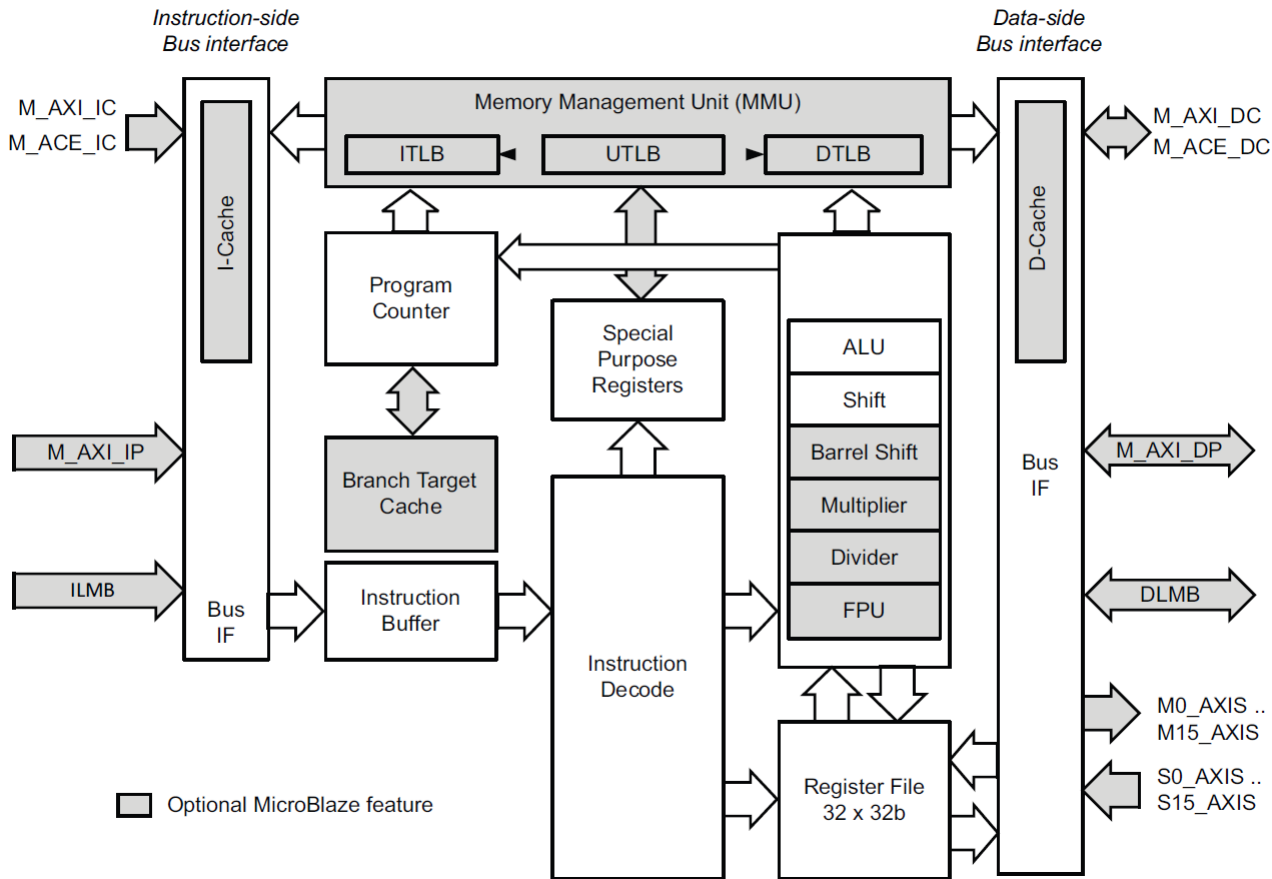 Instruction-side
Bus interface
Data-side
Bus interface
M_AXI_IC
M_ACE_IC
I-Cache
Memory Management Unit (MMU)
ITLB
UTLB
DTLB
D-Cache
M_AXI_DC
M_ACE_DC
Program
Counter
Special
Purpose
Registers
ALU
Shift
Barrel Shift
Multiplier
Divider
FPU
M_AXI_IP
Branch Target
Cache
Bus
IF
M_AXI_DP
ILMB
Bus
IF
Instruction
Buffer
Instruction
Decode
DLMB
M0_AXIS ..
M15_AXIS
Register File
32 x 32b
S0_AXIS ..
S15_AXIS
Optional MicroBlaze feature